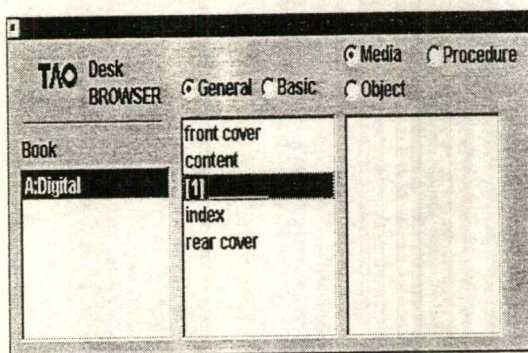 TAO Desk
BROWSER
General Basic
Media Procedure
Object
Book
A:Digital
front cover
content
[1]
index
rear cover